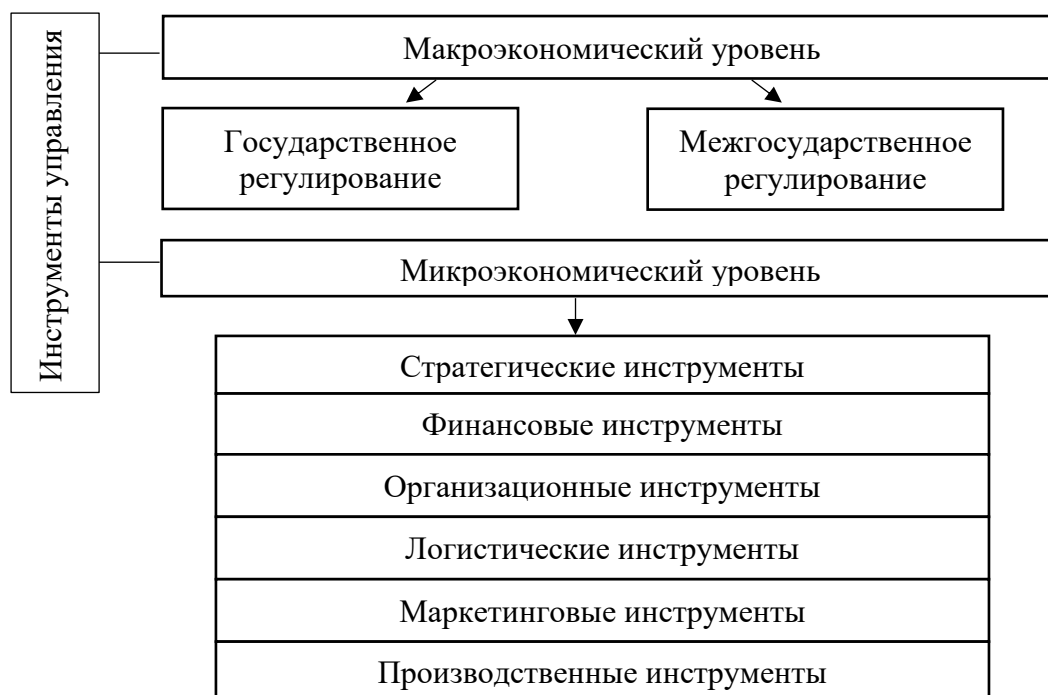 Инструменты управления
Макроэкономический уровень
Государственное
регулирование
Межгосударственное
регулирование
Микроэкономический уровень
Стратегические инструменты
Финансовые инструменты
Организационные инструменты
Логистические инструменты
Маркетинговые инструменты
Производственные инструменты